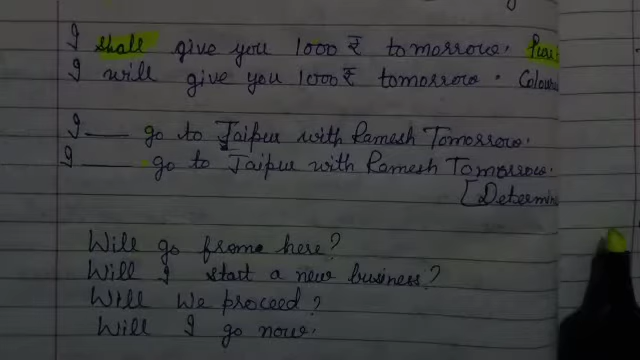 I shall give you 1000 ₹ tomorrow.
I will give you 1000 ₹ tomorrow. Colour
I ___ go to Jaipur with Ramesh Tomorrow.
I ___ go to Jaipur with Ramesh Tomorrow.
[Determin
Will go frome here?
Will I start a new business?
Will We proceed?
Will I go now.